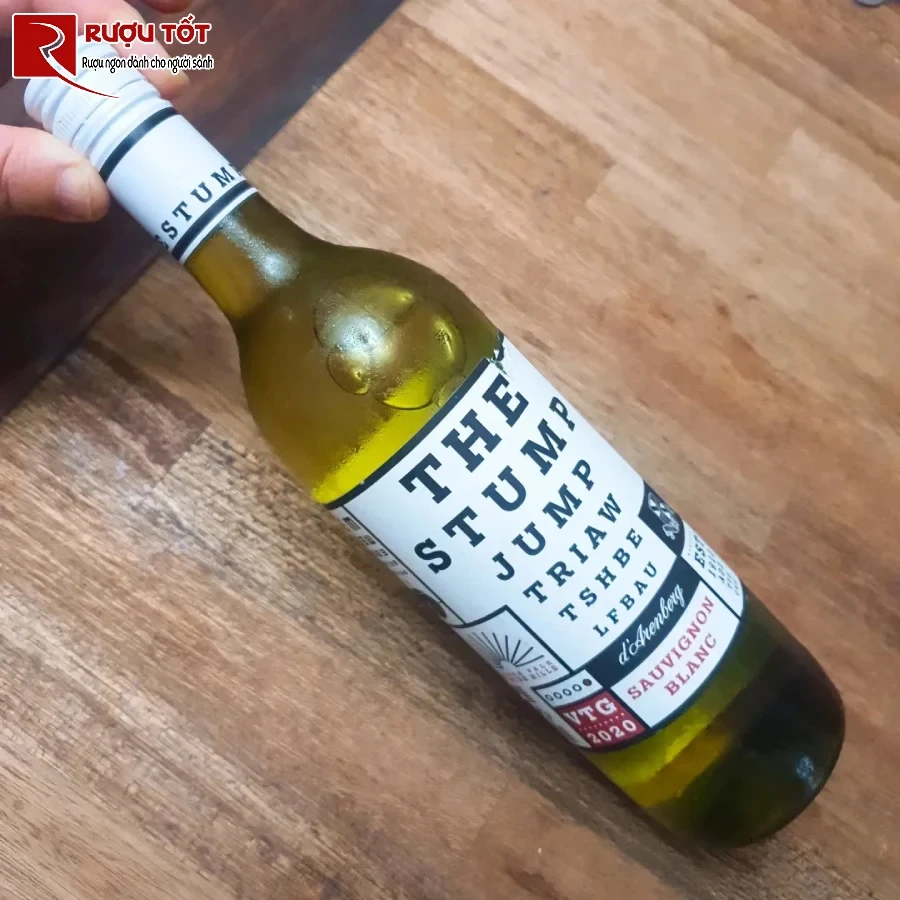 RƯỢU TỐT
Rượu ngon dành cho người sành
STUMP
THE
STUMP
JUMP
TRIAW
TSHBE
LFBAU
d'Arenberg
SAUVIGNON
BLANC
VTG
2020